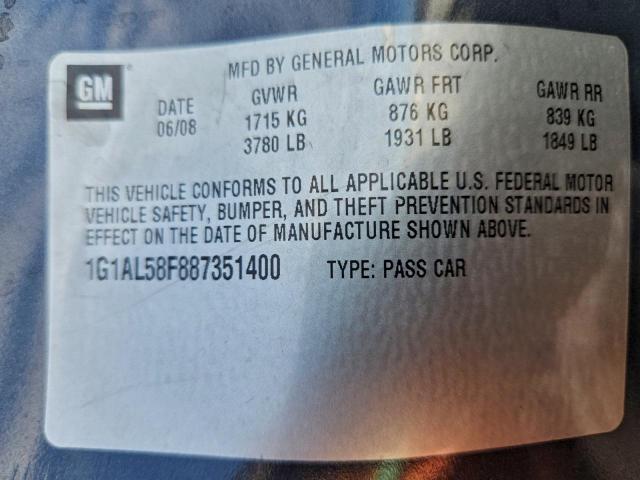 GM
MFD BY GENERAL MOTORS CORP.
DATE GVWR GAWR FRT GAWR RR
06/08 1715 KG 876 KG 839 KG
3780 LB 1931 LB 1849 LB
THIS VEHICLE CONFORMS TO ALL APPLICABLE U.S. FEDERAL MOTOR
VEHICLE SAFETY, BUMPER, AND THEFT PREVENTION STANDARDS IN
EFFECT ON THE DATE OF MANUFACTURE SHOWN ABOVE.
1G1AL58F887351400 TYPE: PASS CAR